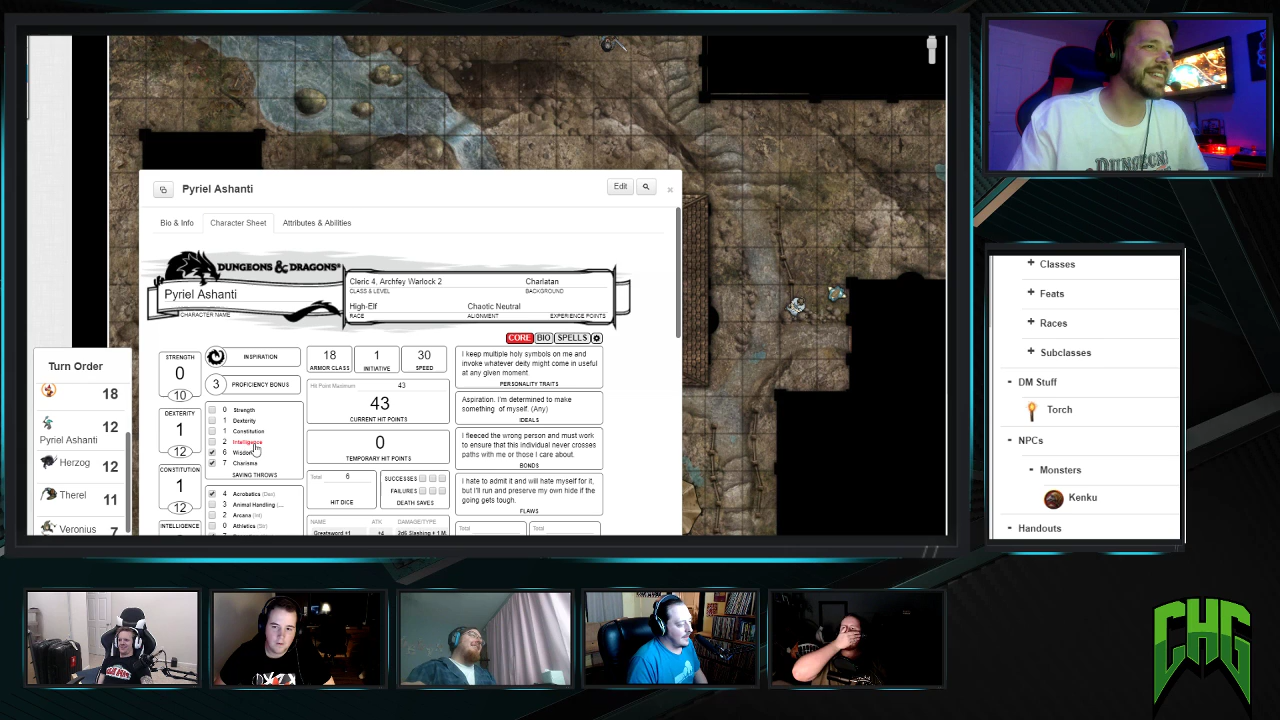 Pyriel Ashanti
Edit
Bio & Info
Character Sheet
Attributes & Abilities
DUNGEONS & DRAGONS®
Pyriel Ashanti
CHARACTER NAME
Cleric 4, Archfey Warlock 2
Charlatan
CLASS & LEVEL
BACKGROUND
High-Elf
Chaotic Neutral
RACE
ALIGNMENT
EXPERIENCE POINTS
CORE
BIO
SPELLS
STRENGTH
0
10
DEXTERITY
1
12
CONSTITUTION
1
12
INTELLIGENCE
INSPIRATION
3
PROFICIENCY BONUS
0 Strength
1 Dexterity
1 Constitution
2 Intelligence
6 Wisdom
7 Charisma
SAVING THROWS
4 Acrobatics (Dex)
3 Animal Handling (...
2 Arcana (Int)
0 Athletics (Str)
18
ARMOR CLASS
1
INITIATIVE
30
SPEED
Hit Point Maximum
43
43
CURRENT HIT POINTS
0
TEMPORARY HIT POINTS
Total
6
HIT DICE
SUCCESSES
FAILURES
DEATH SAVES
NAME
ATK
DAMAGE/TYPE
Greatsword +1
+4
2d6 Slashing + 1 M
I keep multiple holy symbols on me and
invoke whatever deity might come in useful
at any given moment.
PERSONALITY TRAITS
Aspiration. I'm determined to make
something of myself. (Any)
IDEALS
I fleeced the wrong person and must work
to ensure that this individual never crosses
paths with me or those I care about.
BONDS
I hate to admit it and will hate myself for it,
but I'll run and preserve my own hide if the
going gets tough.
FLAWS
Total
Total
Turn Order
18
12
Pyriel Ashanti
Herzog
12
Therel
11
Veronius
7
+ Classes
+ Feats
+ Races
+ Subclasses
- DM Stuff
Torch
- NPCs
- Monsters
Kenku
- Handouts
CHG